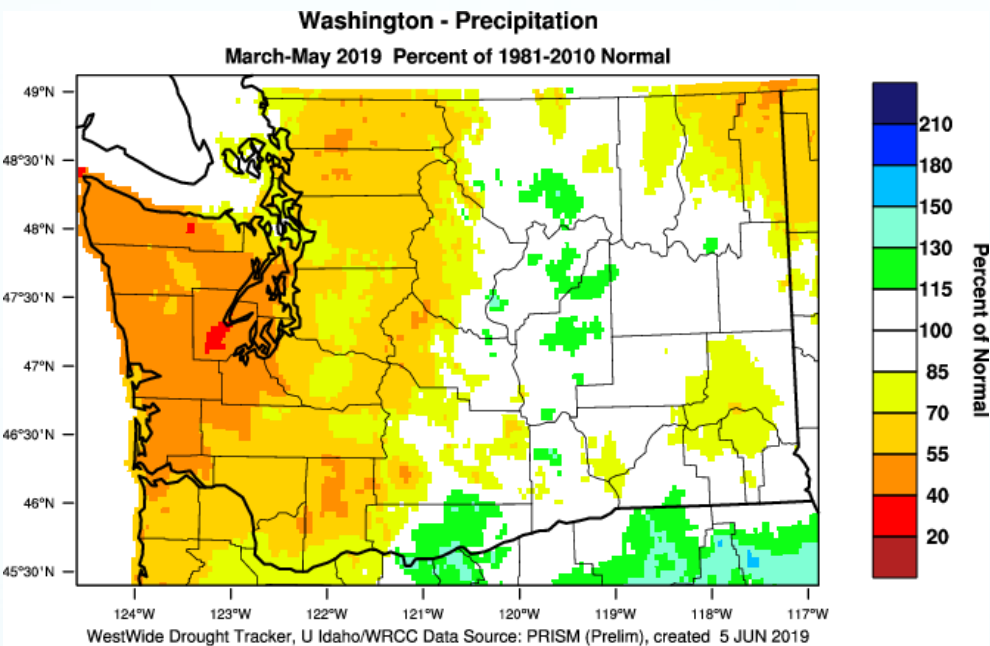 Washington - Precipitation
March-May 2019 Percent of 1981-2010 Normal
49°N
48°30'N
48°N
47°30'N
47°N
46°30'N
46°N
45°30'N
124°W
123°W
122°W
121°W
120°W
119°W
118°W
117°W
210
180
150
130
115
100
85
70
55
40
20
Percent of Normal
WestWide Drought Tracker, U Idaho/WRCC Data Source: PRISM (Prelim), created 5 JUN 2019